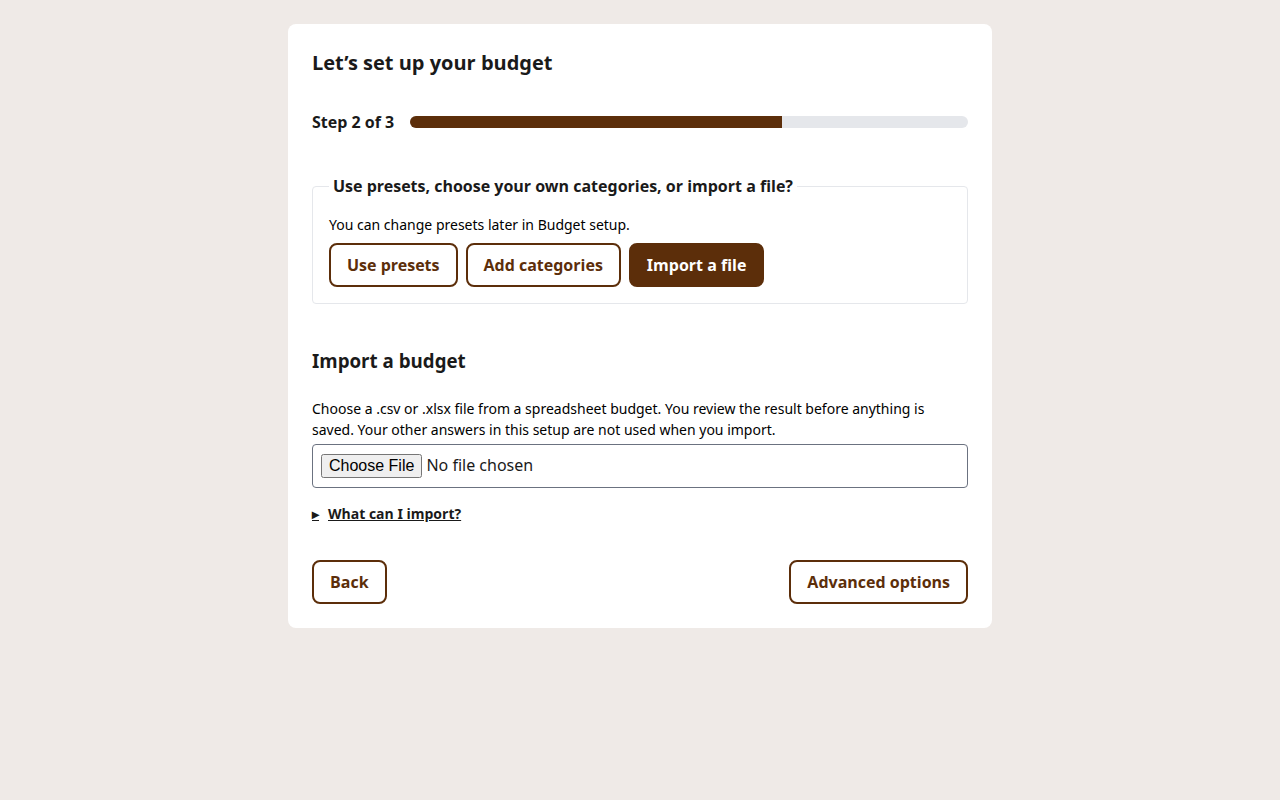 Let’s set up your budget
Step 2 of 3
Use presets, choose your own categories, or import a file?
You can change presets later in Budget setup.
Use presets
Add categories
Import a file
Import a budget
Choose a .csv or .xlsx file from a spreadsheet budget. You review the result before anything is
saved. Your other answers in this setup are not used when you import.
Choose File No file chosen
What can I import?
Back
Advanced options